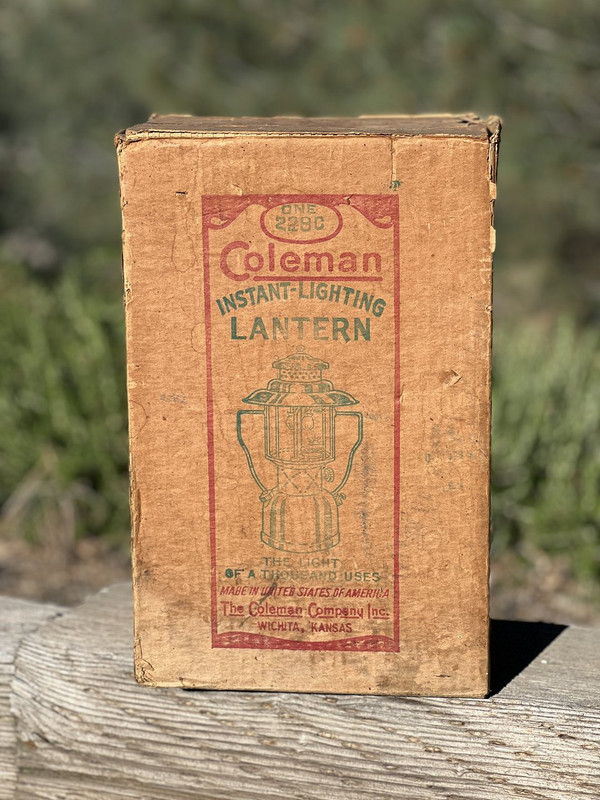 ONE
228C
Coleman
INSTANT-LIGHTING
LANTERN
THE LIGHT
OF A THOUSAND USES
MADE IN UNITED STATES OF AMERICA
The Coleman Company Inc.
WICHITA, KANSAS